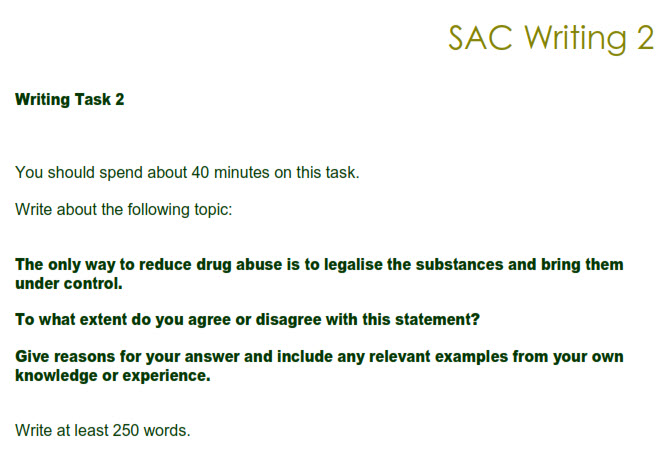 SAC Writing 2
Writing Task 2
You should spend about 40 minutes on this task.
Write about the following topic:
The only way to reduce drug abuse is to legalise the substances and bring them
under control.
To what extent do you agree or disagree with this statement?
Give reasons for your answer and include any relevant examples from your own
knowledge or experience.
Write at least 250 words.